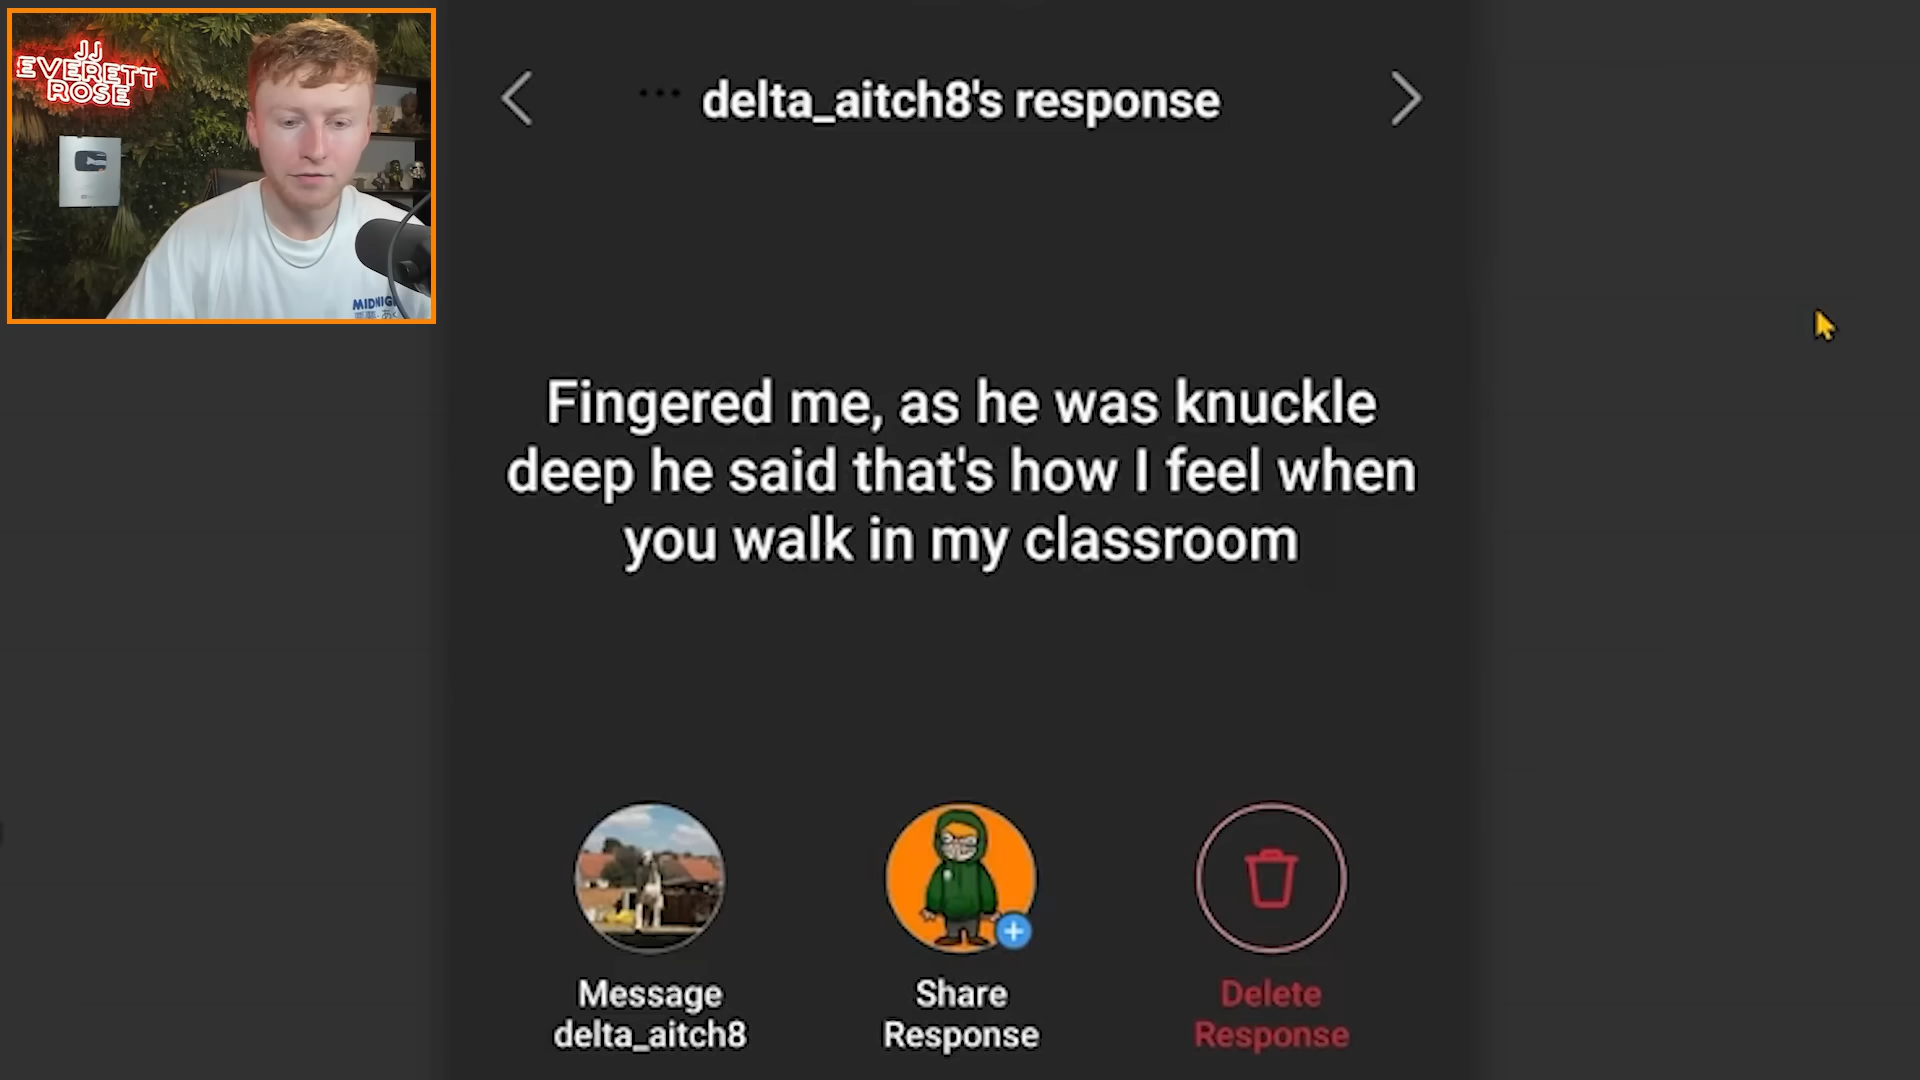 JJ
EVERETT
ROSE
delta_aitch8's response
Fingered me, as he was knuckle
deep he said that's how I feel when
you walk in my classroom
Message
delta_aitch8
Share
Response
Delete
Response